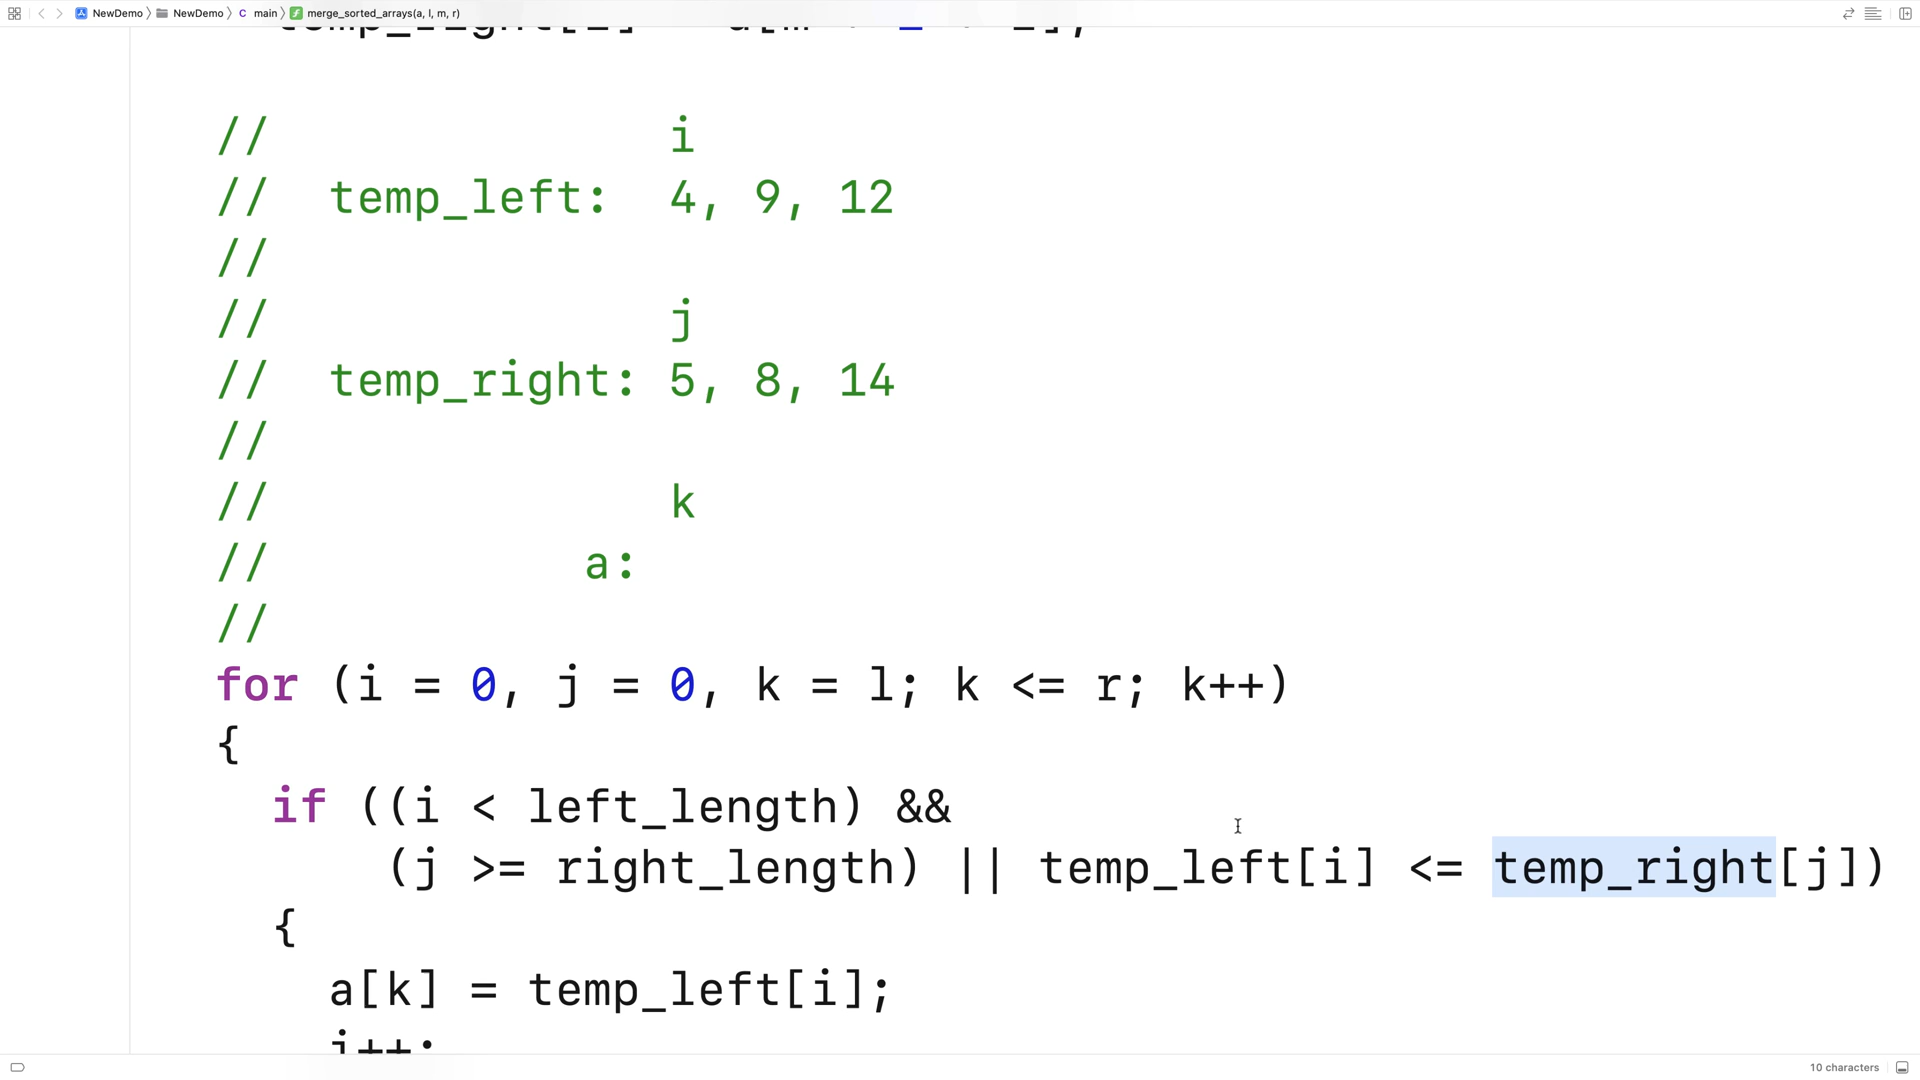 NewDemo 〉 NewDemo 〉 C main 〉 f merge_sorted_arrays(a, l, m, r)
//                i
//  temp_left:  4, 9, 12
//
//                j
//  temp_right: 5, 8, 14
//
//                k
//             a:
//
for (i = 0, j = 0, k = l; k <= r; k++)
{
if ((i < left_length) &&
(j >= right_length) || temp_left[i] <= temp_right[j])
{
a[k] = temp_left[i];
i++;
10 characters